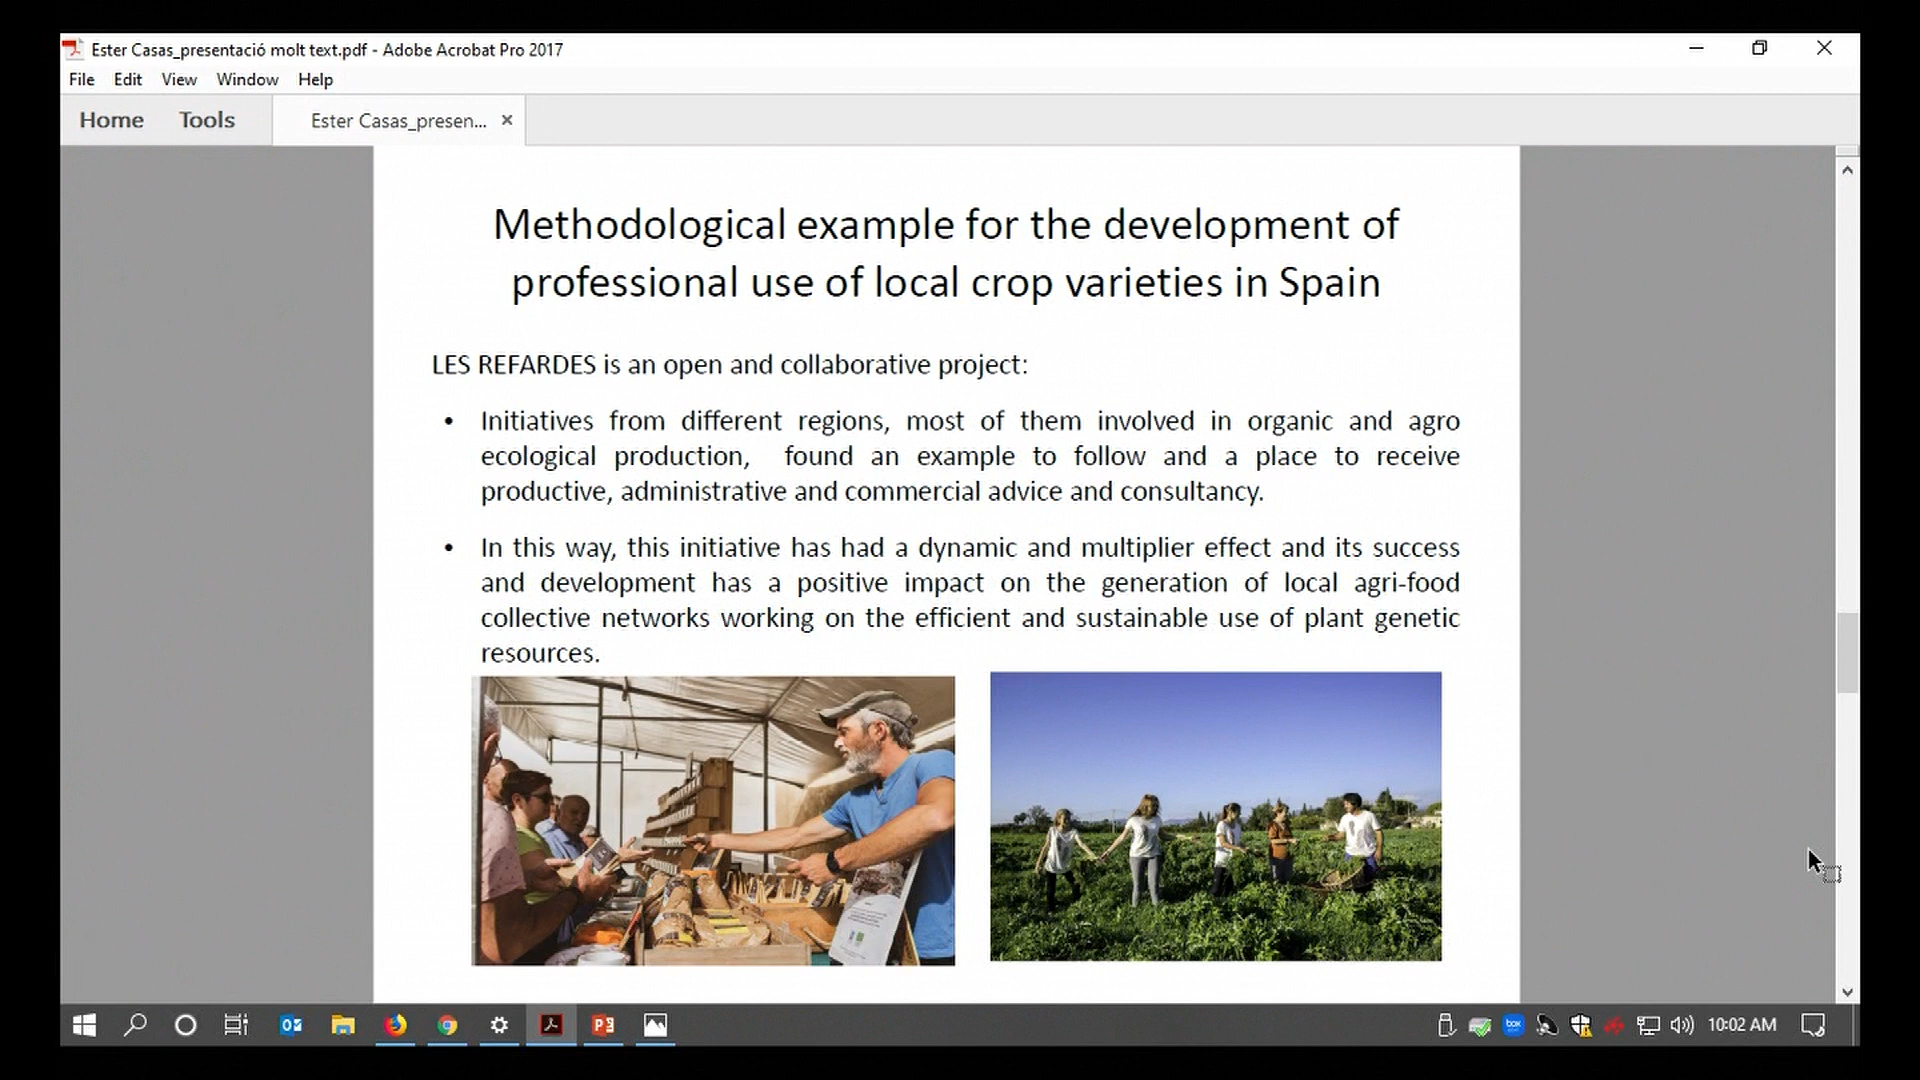 Ester Casas_presentació molt text.pdf - Adobe Acrobat Pro 2017
File Edit View Window Help
Home Tools Ester Casas_presen... ×
Methodological example for the development of
professional use of local crop varieties in Spain
LES REFARDES is an open and collaborative project:
• Initiatives from different regions, most of them involved in organic and agro
ecological production, found an example to follow and a place to receive
productive, administrative and commercial advice and consultancy.
• In this way, this initiative has had a dynamic and multiplier effect and its success
and development has a positive impact on the generation of local agri-food
collective networks working on the efficient and sustainable use of plant genetic
resources.
box
10:02 AM